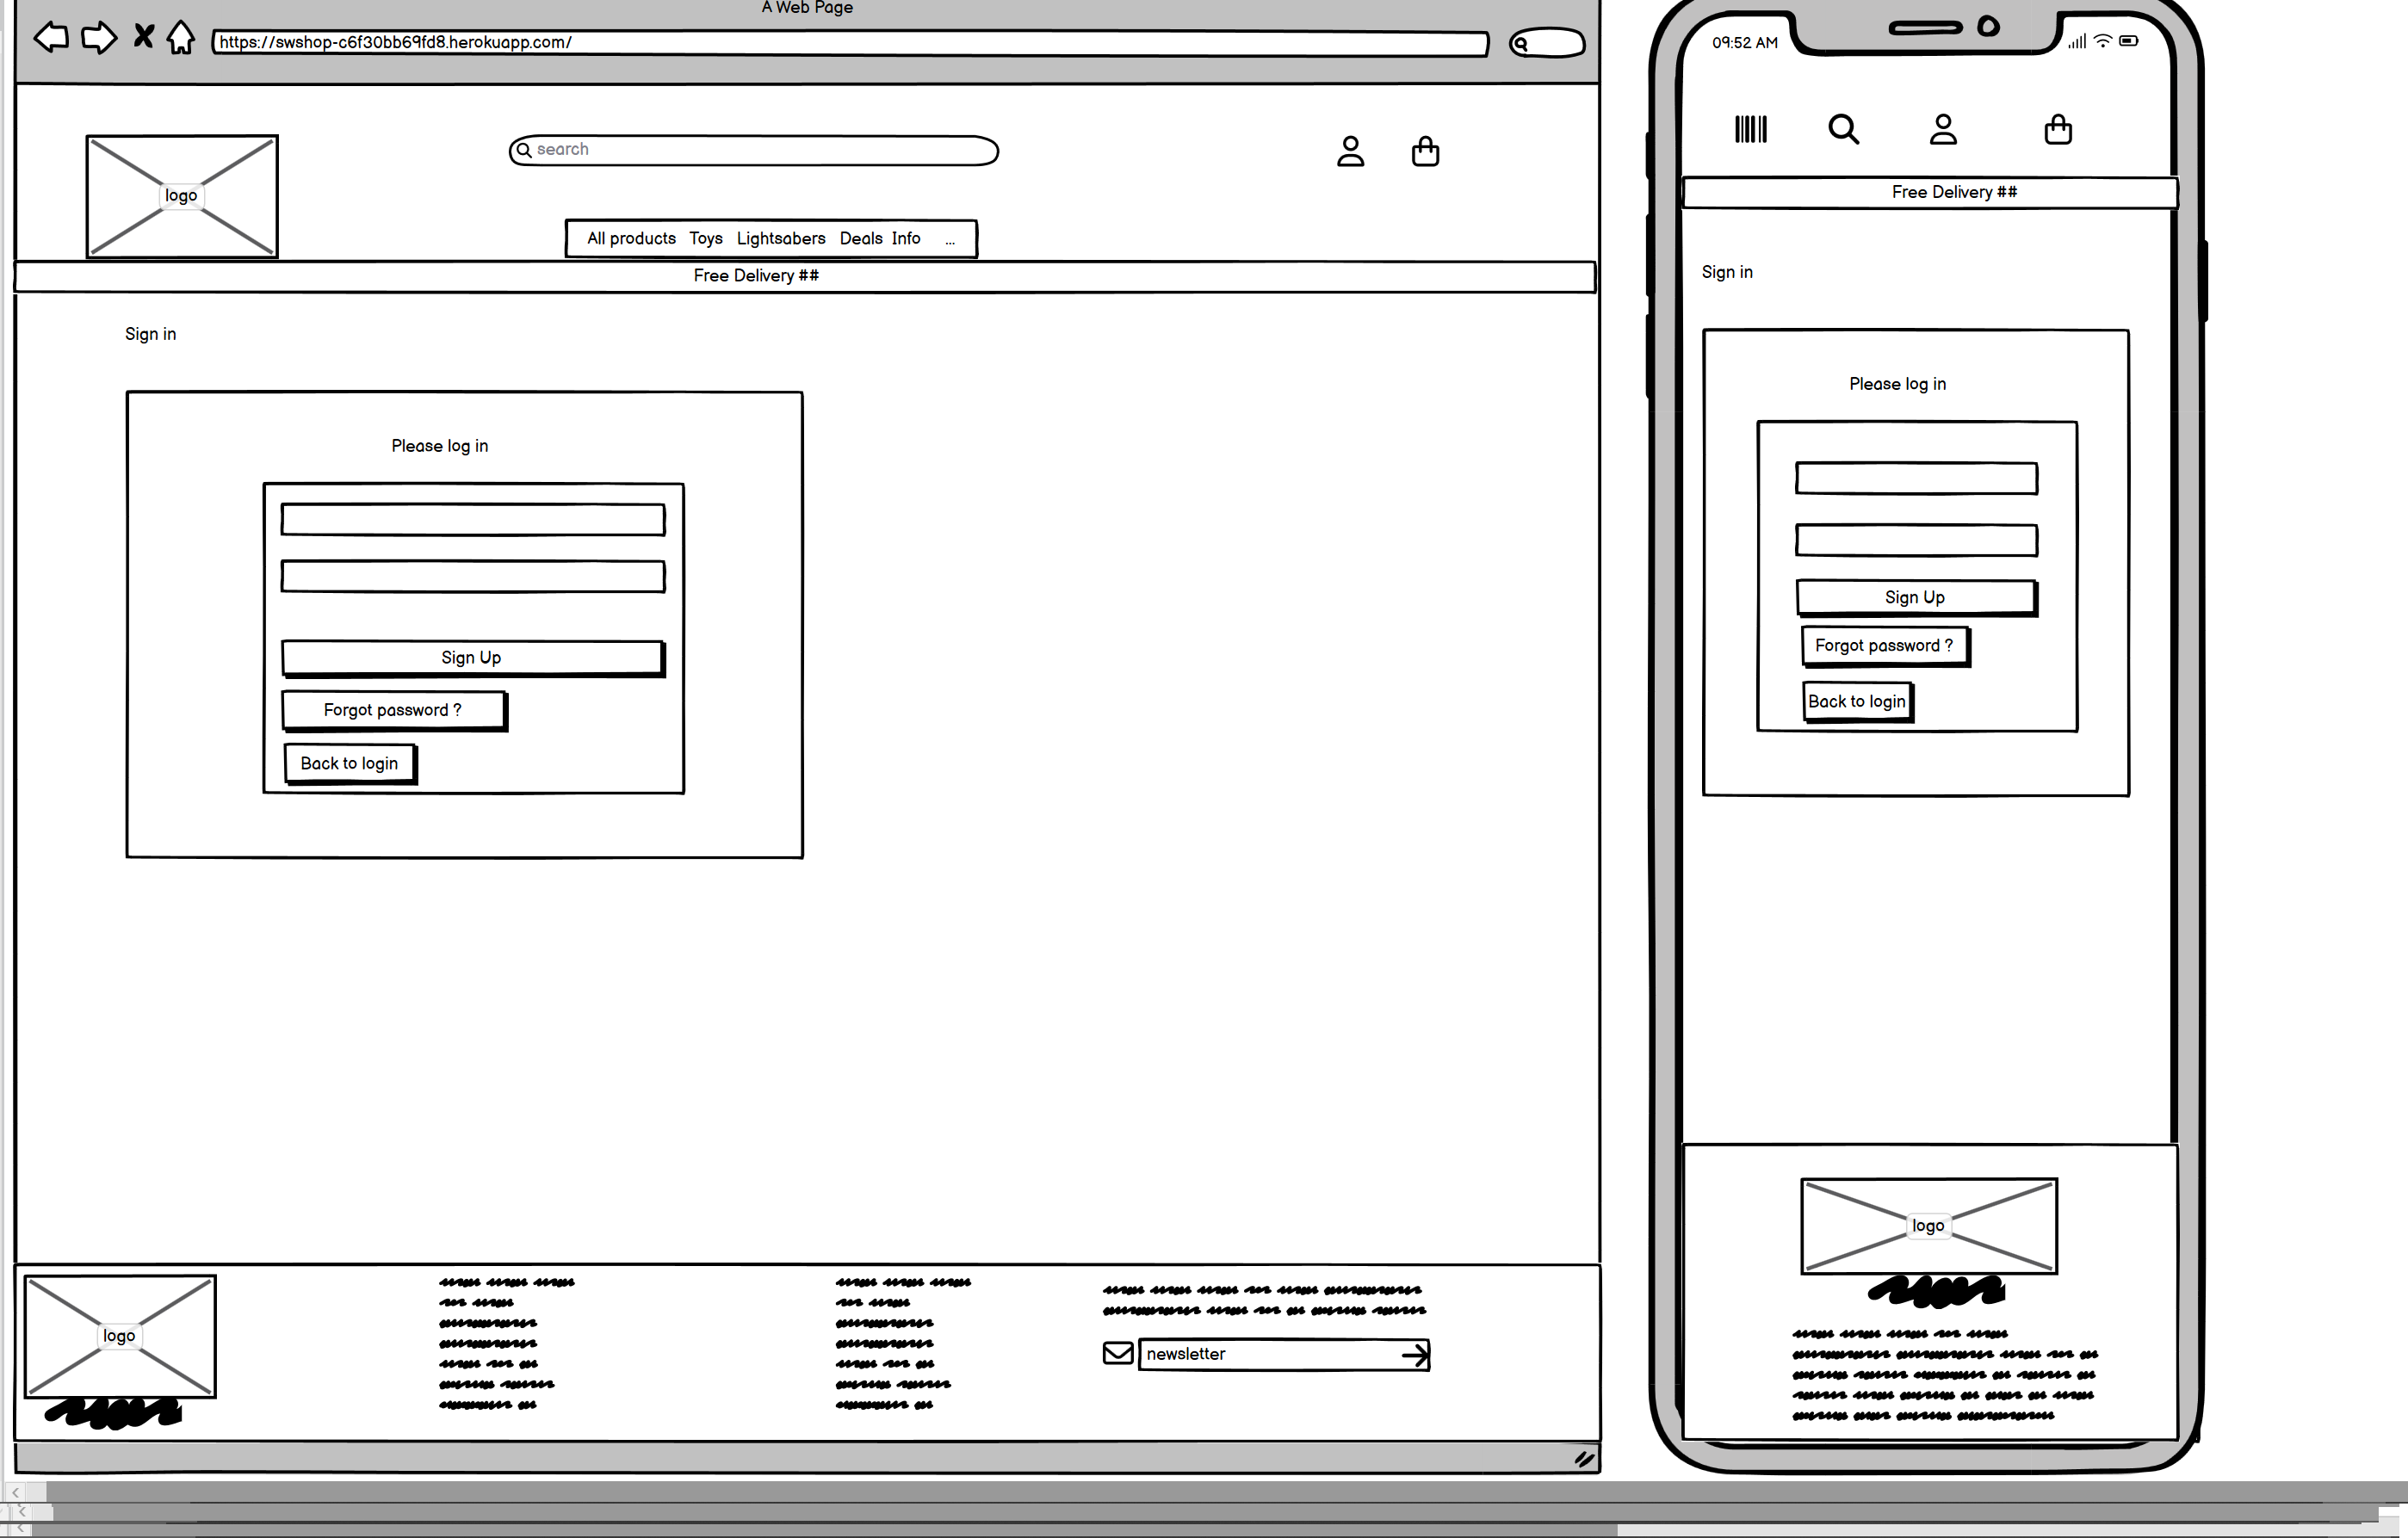 A Web Page
https://swshop-c6f30bb69fd8.herokuapp.com/
search
logo
All products Toys Lightsabers Deals Info ...
Free Delivery ##
Sign in
Please log in
Sign Up
Forgot password ?
Back to login
logo
newsletter
09:52 AM
Free Delivery ##
Sign in
Please log in
Sign Up
Forgot password ?
Back to login
logo